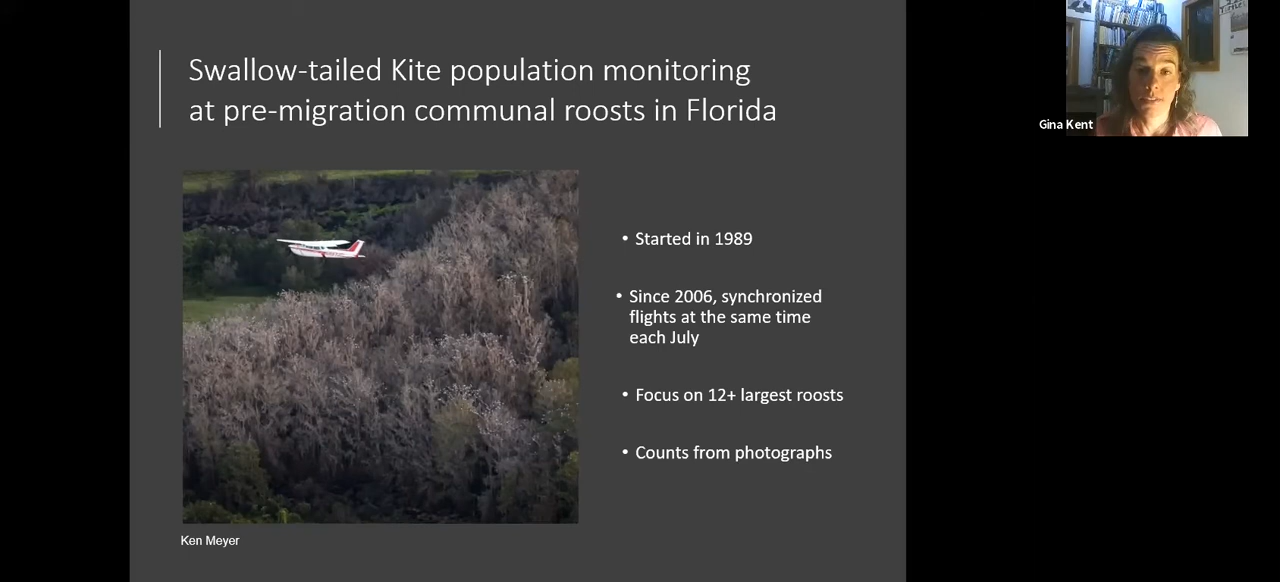 Swallow-tailed Kite population monitoring
at pre-migration communal roosts in Florida
Gina Kent
• Started in 1989
• Since 2006, synchronized
flights at the same time
each July
• Focus on 12+ largest roosts
• Counts from photographs
Ken Meyer